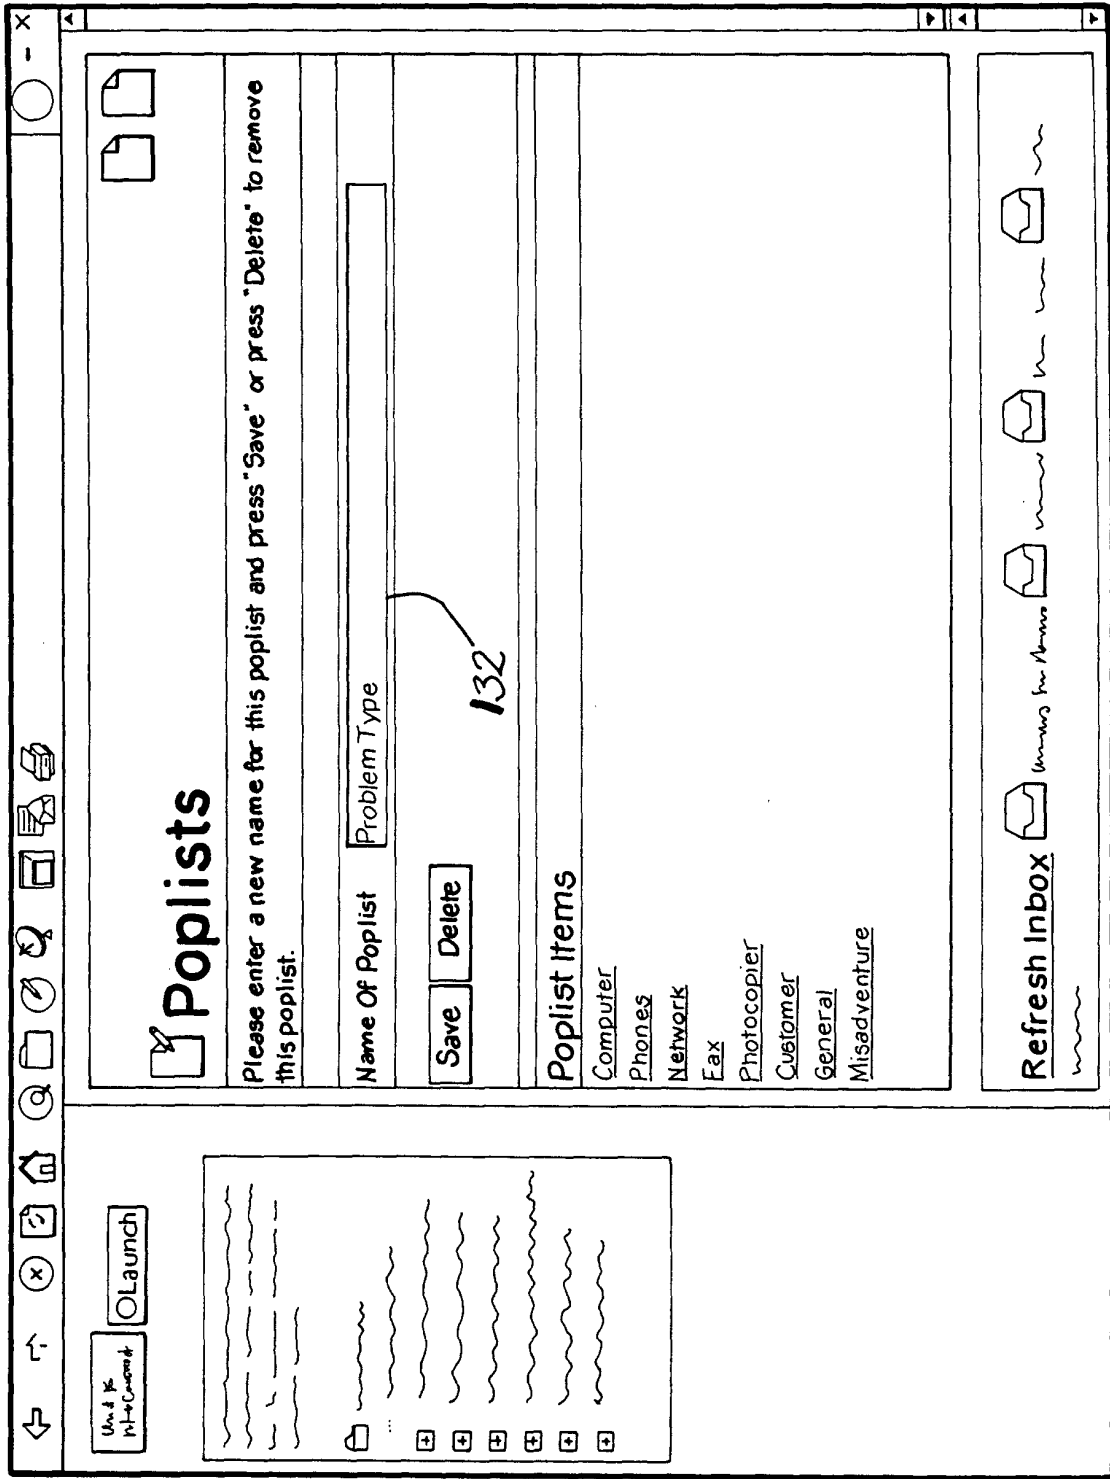 Launch
Poplists
Please enter a new name for this poplist and press "Save" or press "Delete" to remove
this poplist.
Name Of Poplist
Problem Type
132
Save
Delete
Poplist Items
Computer
Phones
Network
Fax
Photocopier
Customer
General
Misadventure
Refresh Inbox